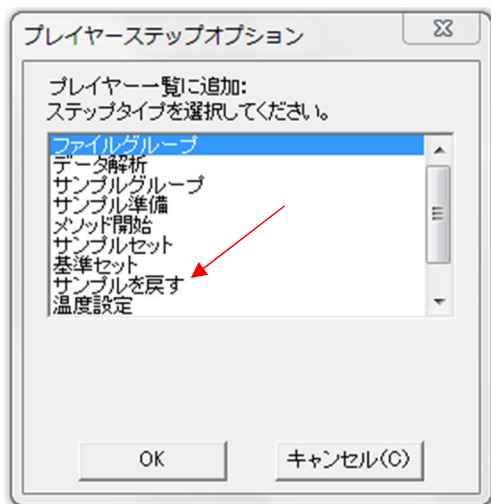 プレイヤーステップオプション
プレイヤー一覧に追加:
ステップタイプを選択してください。
ファイルグループ
データ解析
サンプルグループ
サンプル準備
メソッド開始
サンプルセット
基準セット
サンプルを戻す
温度設定
OK
キャンセル(C)